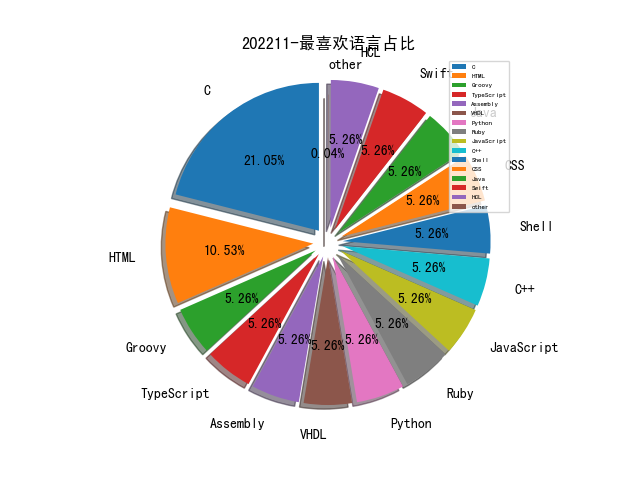 202211-最喜欢语言占比
HCL
other
Swift
C
Java
CSS
Shell
C++
JavaScript
Ruby
Python
VHDL
Assembly
TypeScript
Groovy
HTML
21.05%
10.53%
5.26%
5.26%
5.26%
5.26%
5.26%
5.26%
5.26%
5.26%
5.26%
5.26%
5.26%
5.26%
5.26%
0.04%
C
HTML
Groovy
TypeScript
Assembly
VHDL
Python
Ruby
JavaScript
C++
Shell
CSS
Java
Swift
HCL
other